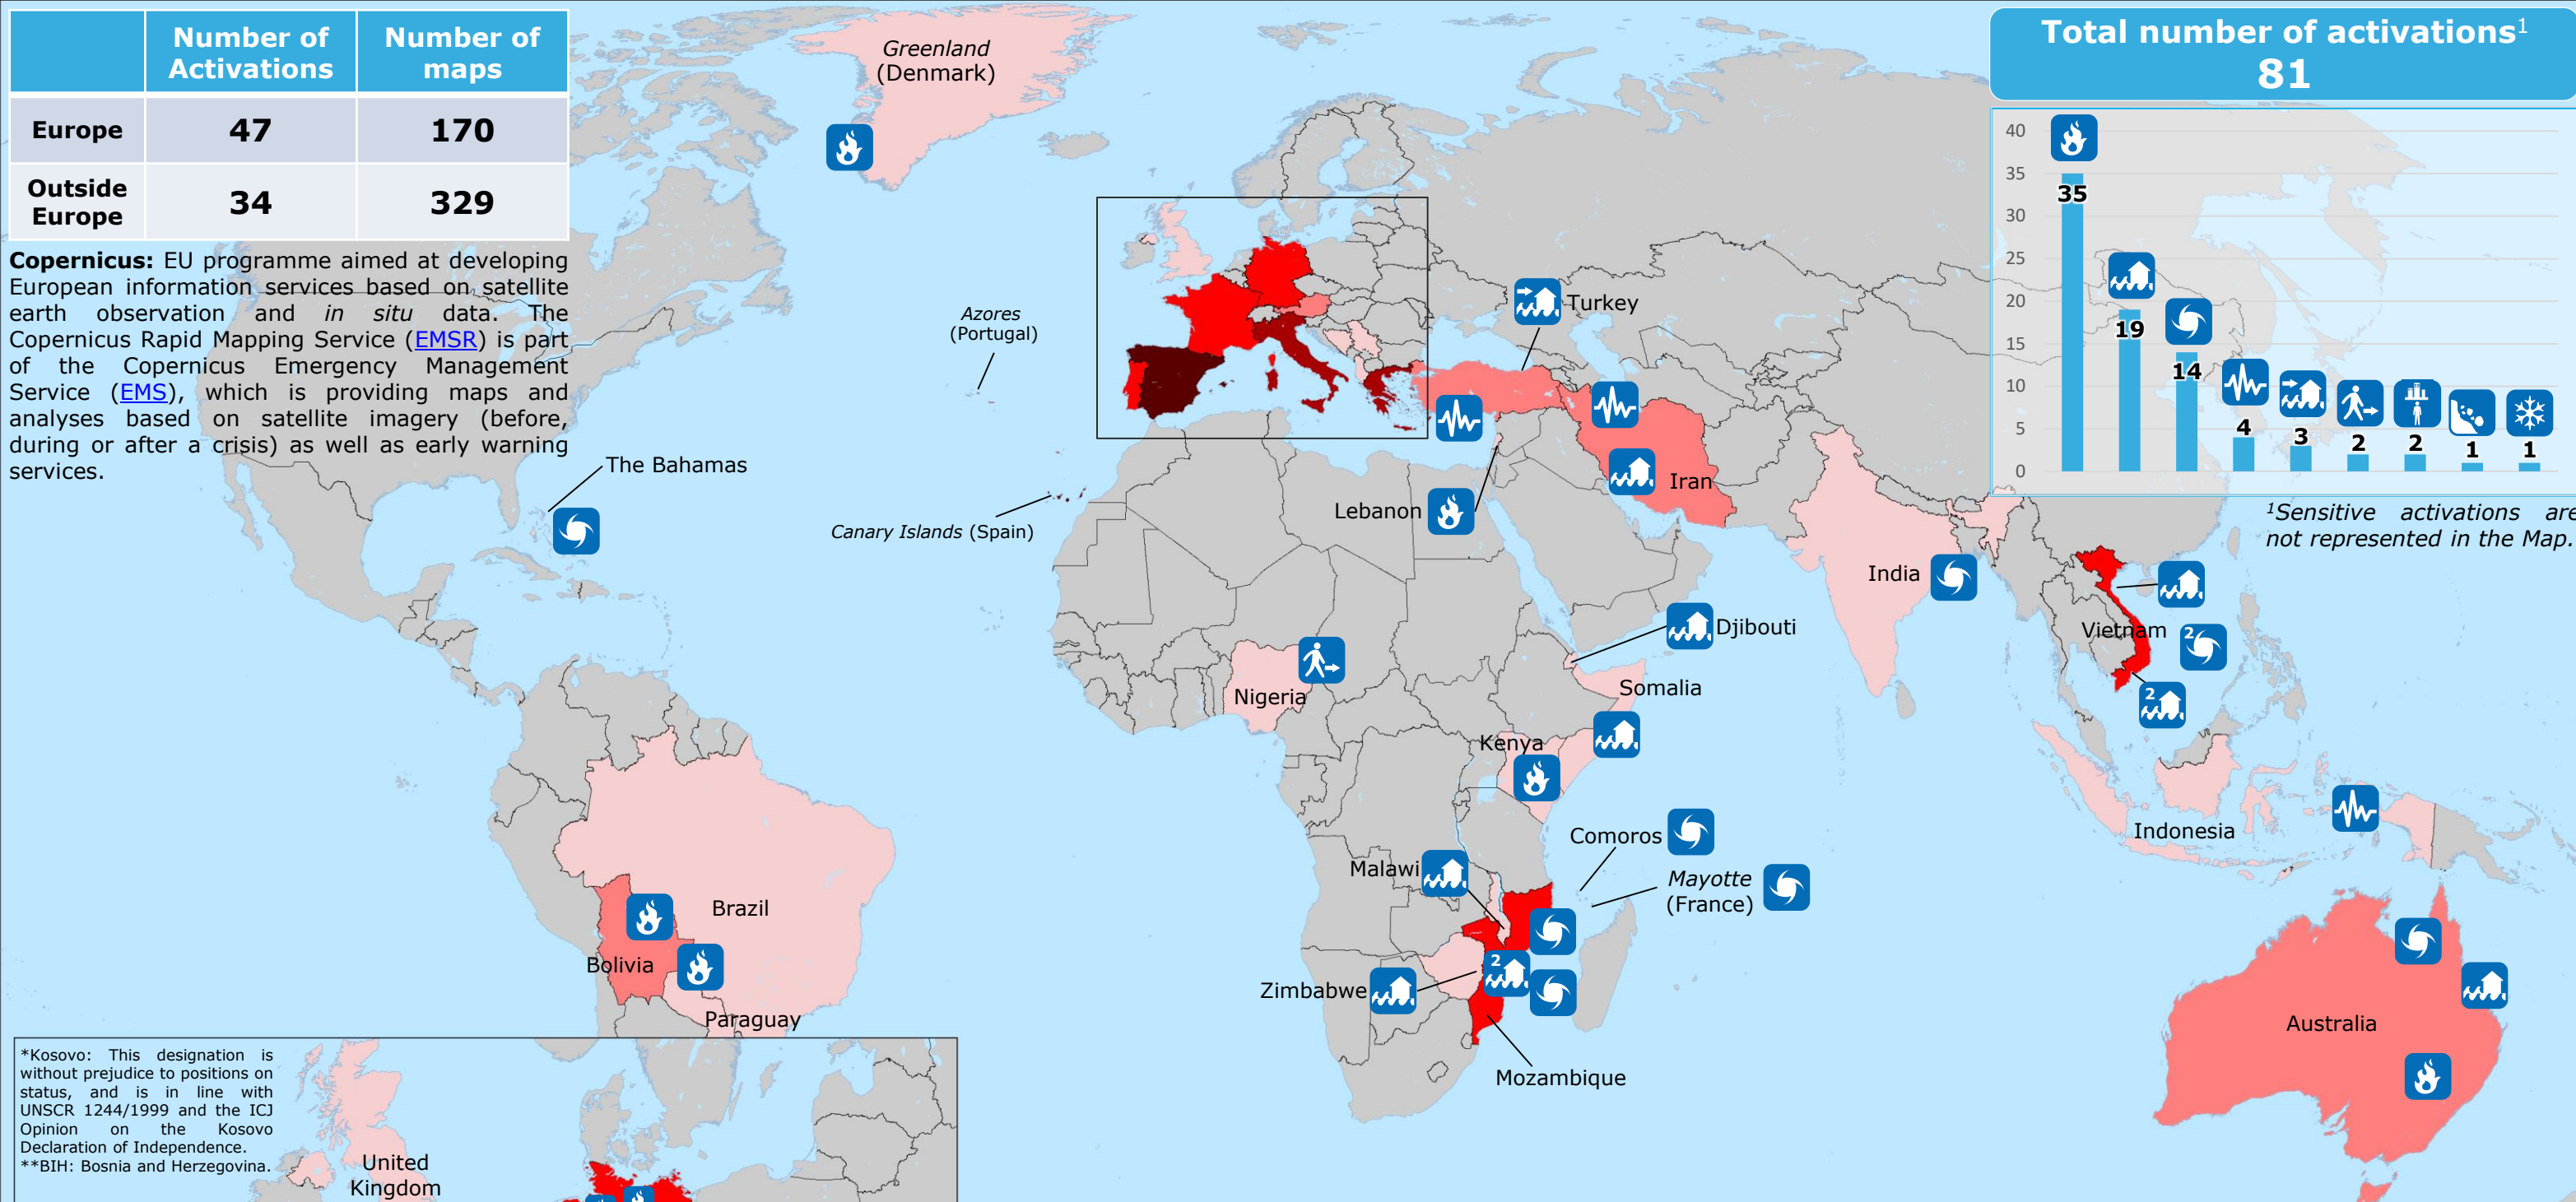 Number of Activations
Number of maps
Europe
47
170
Outside Europe
34
329
Copernicus: EU programme aimed at developing
European information services based on satellite
earth observation and in situ data. The
Copernicus Rapid Mapping Service (EMSR) is part
of the Copernicus Emergency Management
Service (EMS), which is providing maps and
analyses based on satellite imagery (before,
during or after a crisis) as well as early warning
services.
Greenland
(Denmark)
Total number of activations1
81
40
35
30
25
20
15
10
5
0
35
19
14
4
3
2
2
1
1
1Sensitive activations are
not represented in the Map.
Azores
(Portugal)
Turkey
The Bahamas
Canary Islands (Spain)
Lebanon
Iran
India
Djibouti
Vietnam
2
2
Nigeria
Somalia
Kenya
Comoros
Indonesia
Malawi
Mayotte
(France)
Brazil
Bolivia
Zimbabwe
2
Paraguay
Australia
Mozambique
*Kosovo: This designation is
without prejudice to positions on
status, and is in line with
UNSCR 1244/1999 and the ICJ
Opinion on the Kosovo
Declaration of Independence.
**BIH: Bosnia and Herzegovina.
United
Kingdom